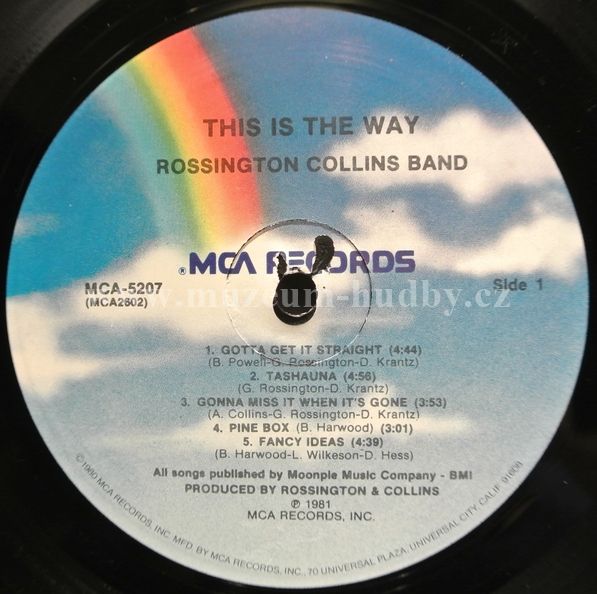 THIS IS THE WAY
ROSSINGTON COLLINS BAND
®MCA RECORDS
MCA-5207
(MCA2602)
Side 1
www.muzeum-hudby.cz
1. GOTTA GET IT STRAIGHT (4:44)
(B. Powell-G. Rossington-D. Krantz)
2. TASHAUNA (4:56)
(G. Rossington-D. Krantz)
3. GONNA MISS IT WHEN IT'S GONE (3:53)
(A. Collins-G. Rossington-D. Krantz)
4. PINE BOX (B. Harwood) (3:01)
5. FANCY IDEAS (4:39)
(B. Harwood-L. Wilkeson-D. Hess)
All songs published by Moonpie Music Company - BMI
PRODUCED BY ROSSINGTON & COLLINS
℗ 1981
MCA RECORDS, INC.
© 1980 MCA RECORDS, INC. MFD. BY MCA RECORDS, INC., 70 UNIVERSAL PLAZA, UNIVERSAL CITY, CALIF. 91608